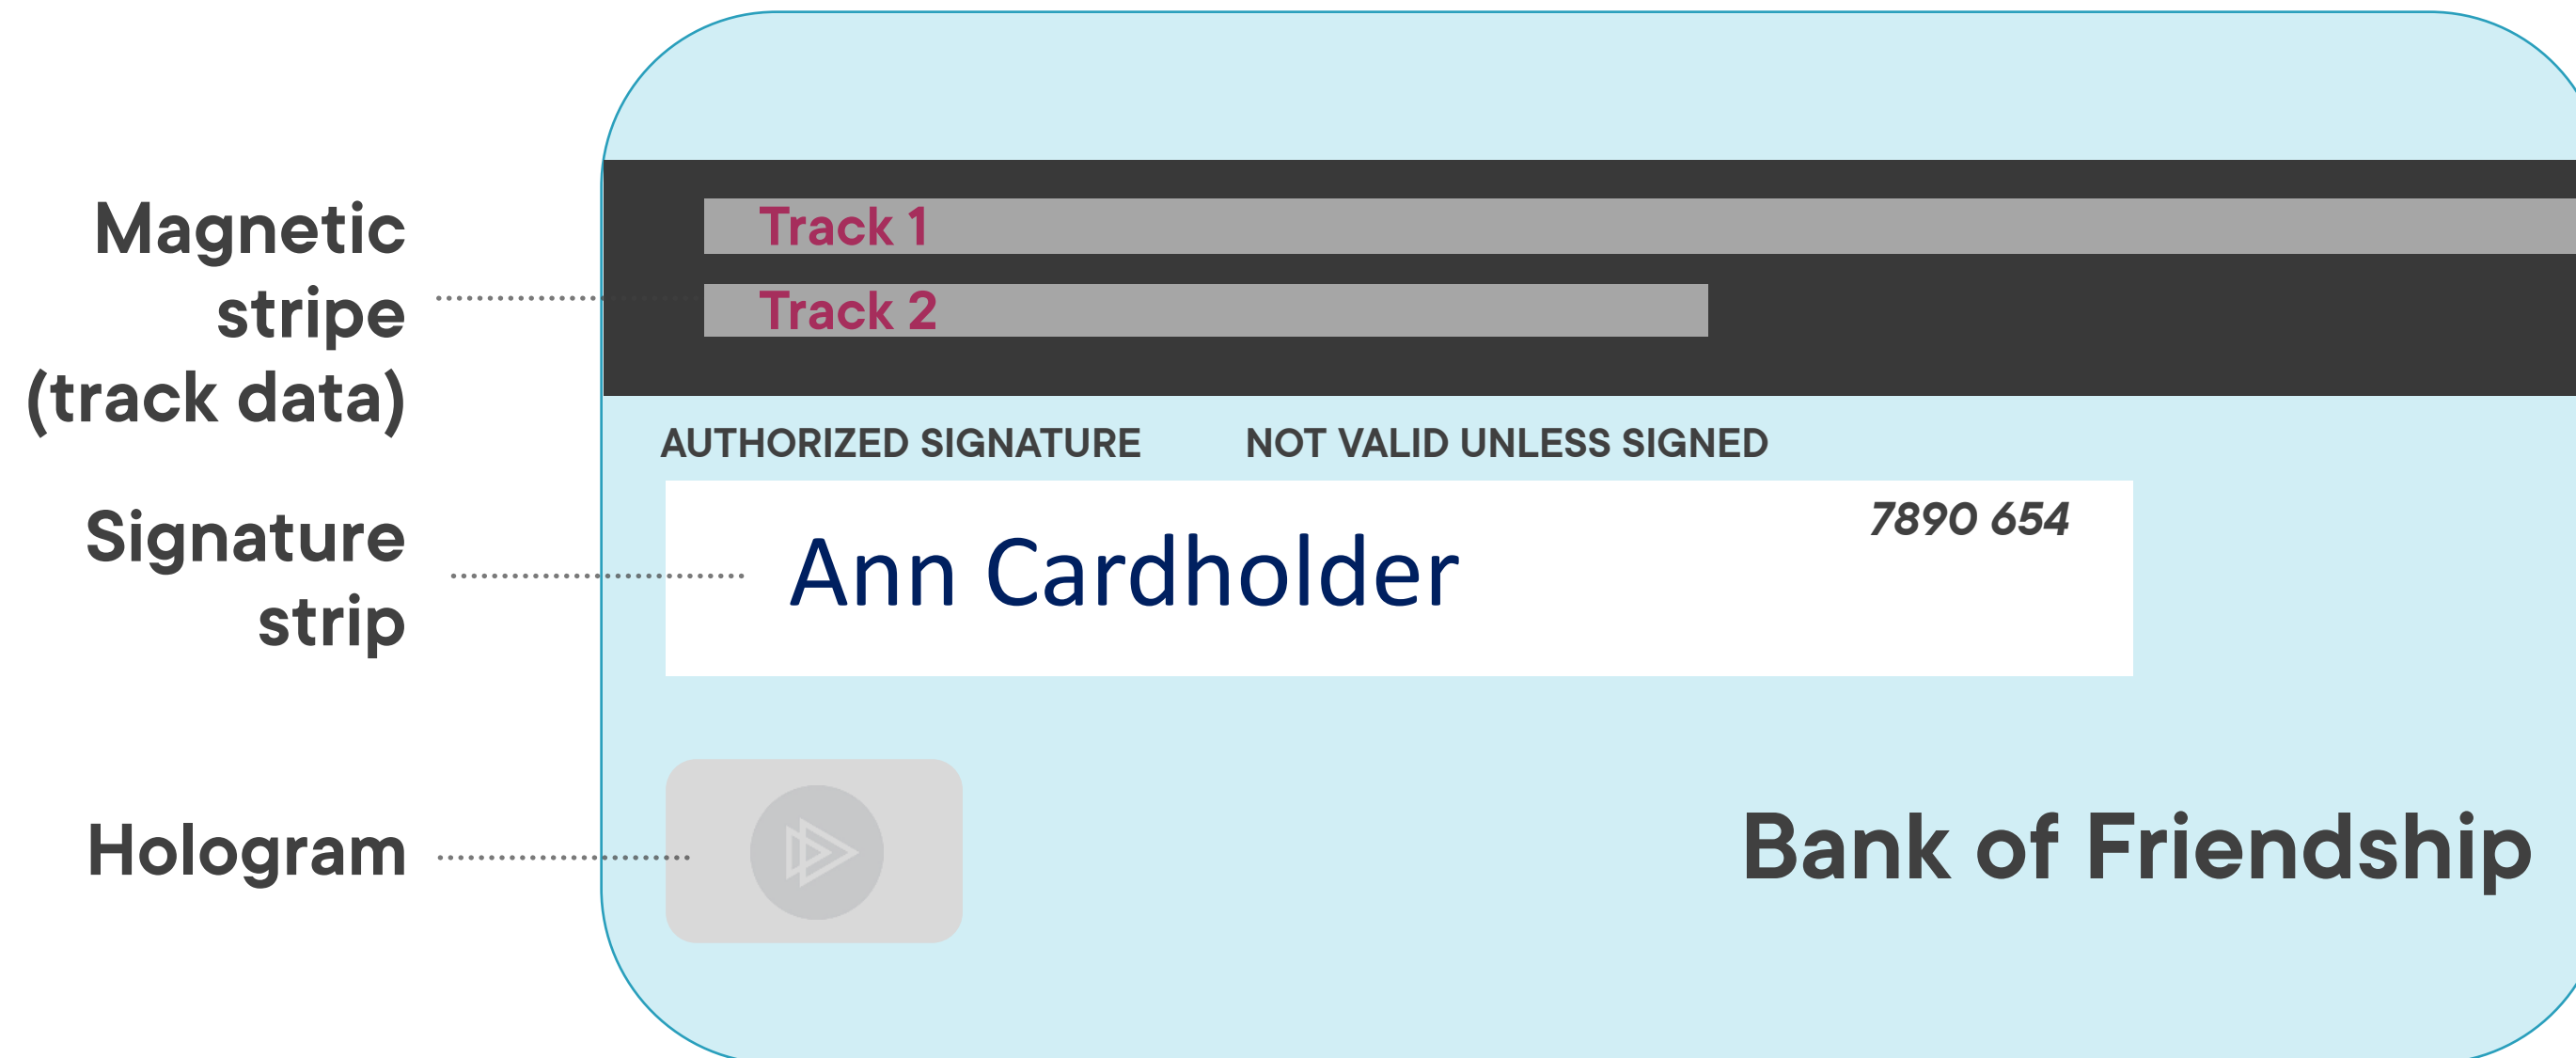 Magnetic
stripe
(track data)
Track 1
Track 2
AUTHORIZED SIGNATURE NOT VALID UNLESS SIGNED
Signature
strip
Ann Cardholder
7890 654
Hologram
Bank of Friendship